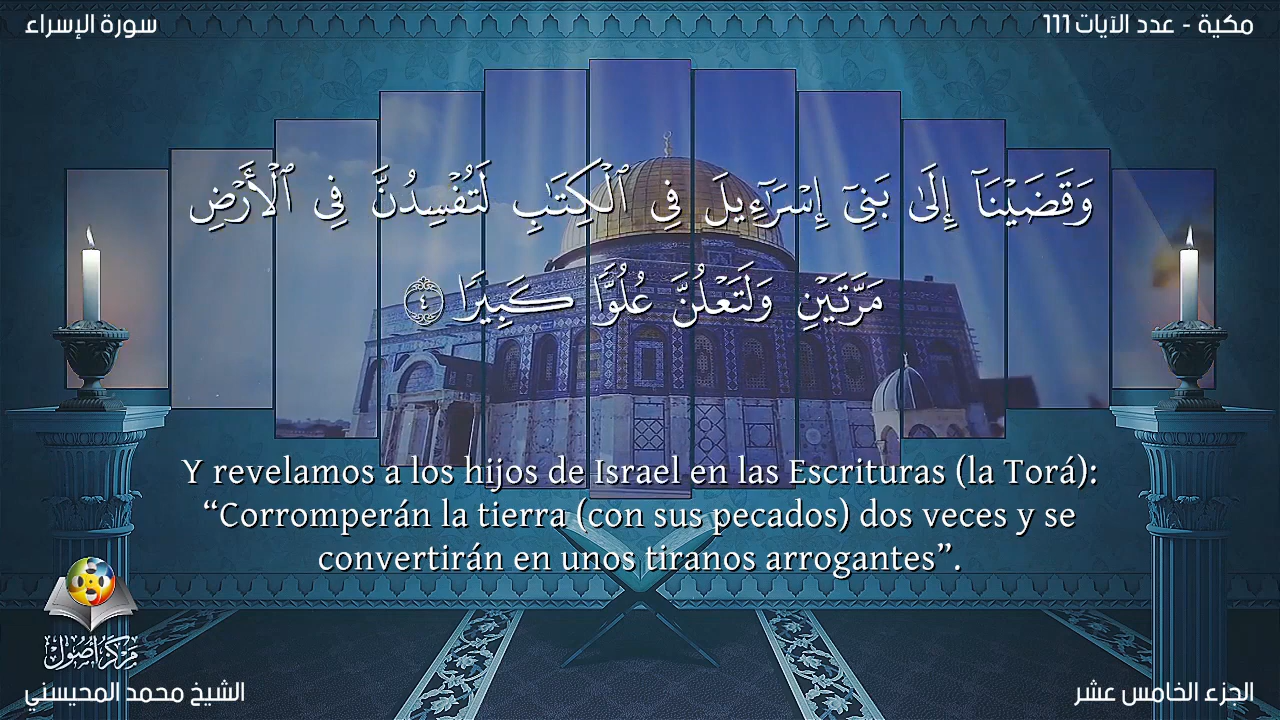 سورة الإسراء
مكية - عدد الآيات 111
وَقَضَيْنَآ إِلَىٰ بَنِىٓ إِسْرَٰٓءِيلَ فِى ٱلْكِتَٰبِ لَتُفْسِدُنَّ فِى ٱلْأَرْضِ
مَرَّتَيْنِ وَلَتَعْلُنَّ عُلُوًّا كَبِيرًا ٤
Y revelamos a los hijos de Israel en las Escrituras (la Torá):
“Corromperán la tierra (con sus pecados) dos veces y se
convertirán en unos tiranos arrogantes”.
مركز أصول
الشيخ محمد المحيسني
الجزء الخامس عشر